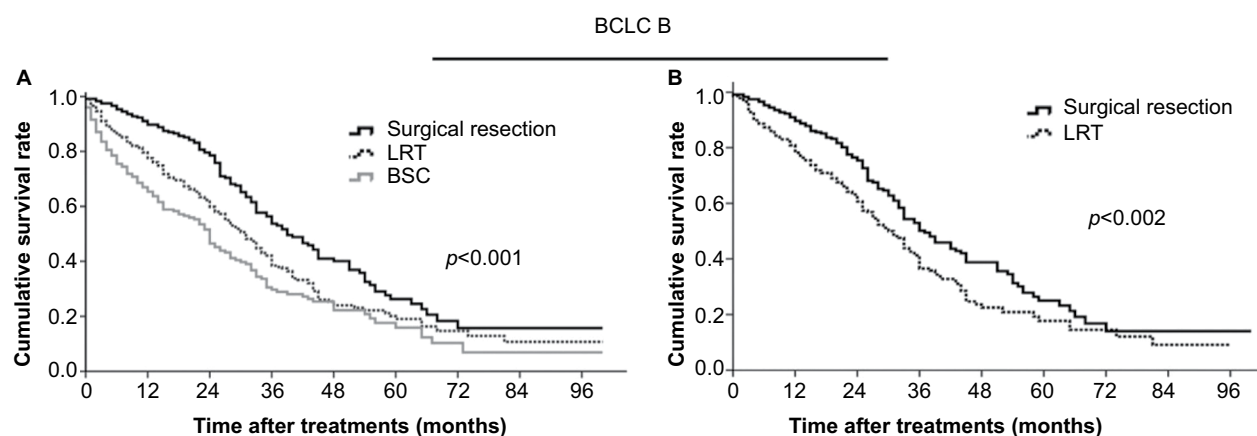 BCLC B
A
Cumulative survival rate
1.0
0.8
0.6
0.4
0.2
0.0
Surgical resection
LRT
BSC
p<0.001
0 12 24 36 48 60 72 84 96
Time after treatments (months)
B
Cumulative survival rate
1.0
0.8
0.6
0.4
0.2
0.0
Surgical resection
LRT
p<0.002
0 12 24 36 48 60 72 84 96
Time after treatments (months)